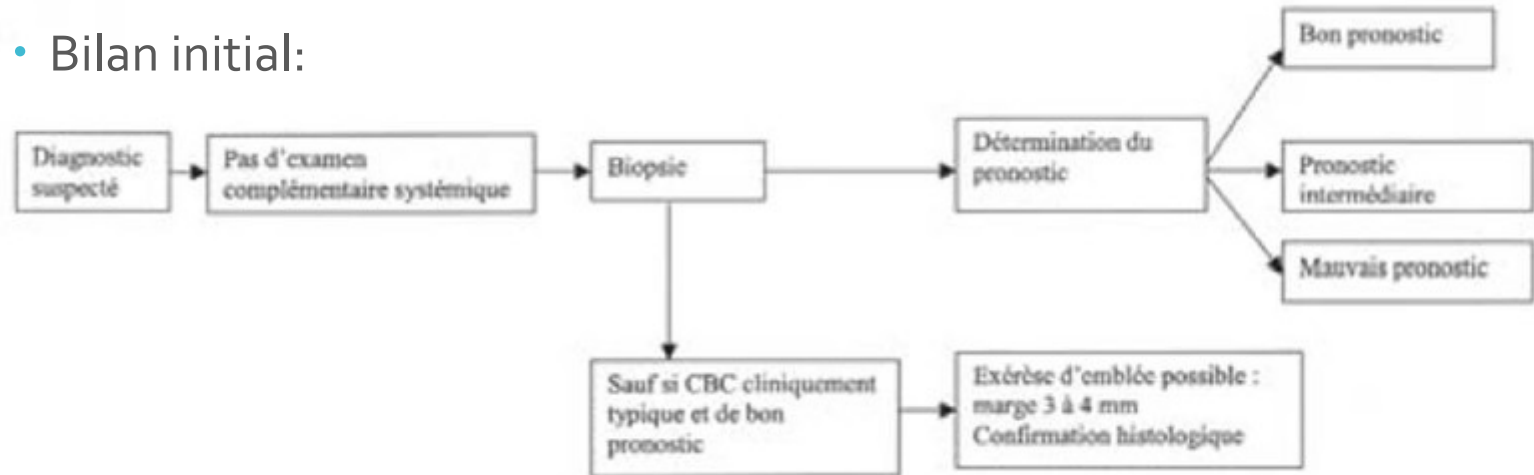 • Bilan initial:
Diagnostic
suspecté
Pas d'examen
complémentaire systémique
Biopsie
Détermination du
pronostic
Bon pronostic
Pronostic
intermédiaire
Mauvais pronostic
Sauf si CBC cliniquement
typique et de bon
pronostic
Exérèse d'emblée possible :
marge 3 à 4 mm
Confirmation histologique